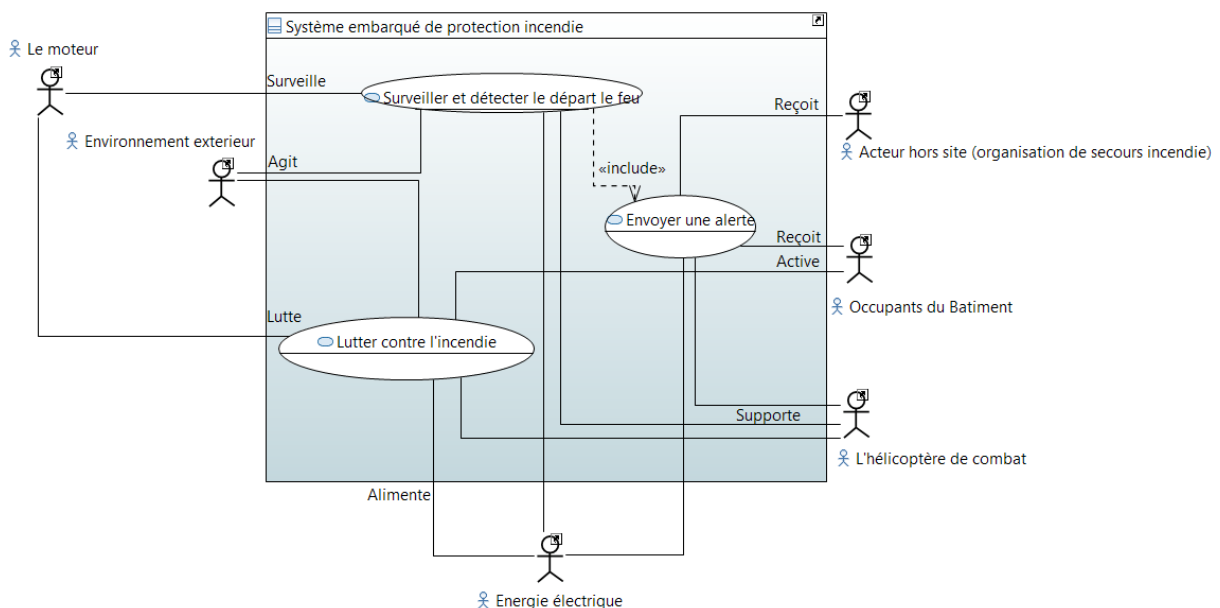 Système embarqué de protection incendie
Le moteur
Surveille
Surveiller et détecter le départ le feu
Reçoit
Environnement exterieur
Acteur hors site (organisation de secours incendie)
Agit
«include»
Envoyer une alerte
Reçoit
Active
Occupants du Batiment
Lutte
Lutter contre l'incendie
Supporte
L'hélicoptère de combat
Alimente
Energie électrique